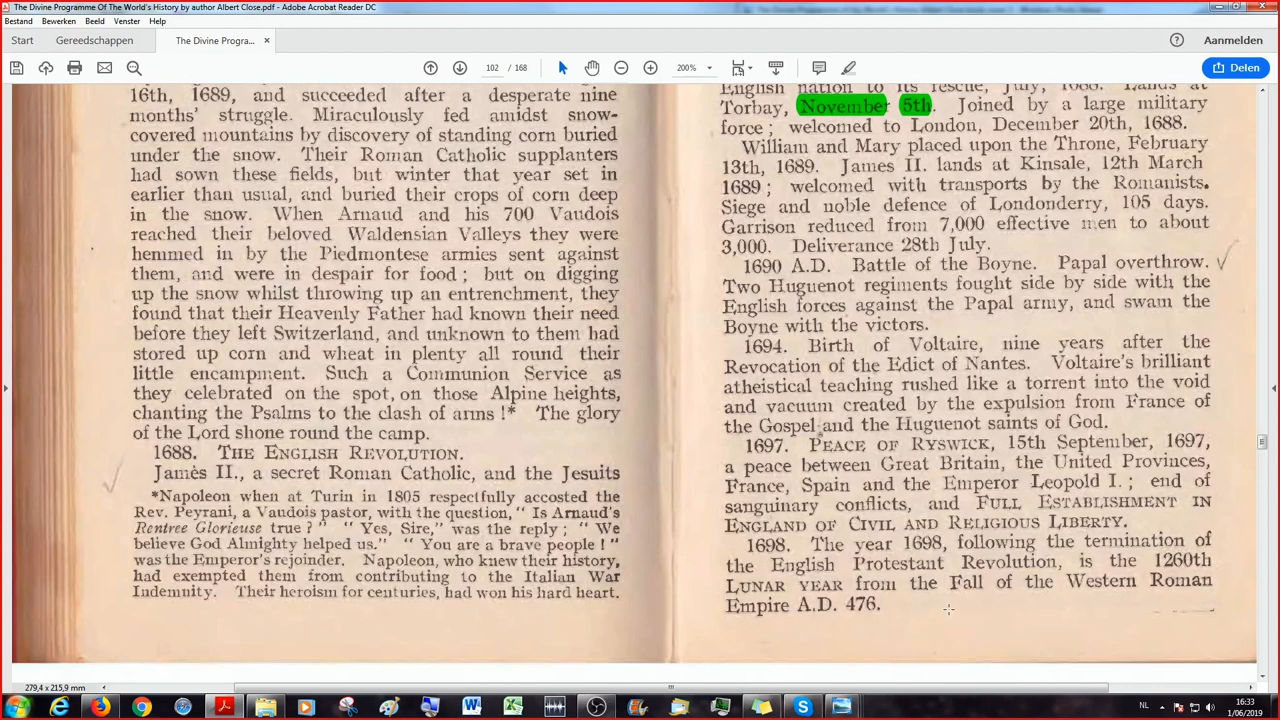 The Divine Programme Of The World's History by author Albert Close.pdf - Adobe Acrobat Reader DC
Bestand Bewerken Beeld Venster Help
Start Gereedschappen The Divine Progra... × Aanmelden
102 / 168 200% Delen
16th, 1689, and succeeded after a desperate nine
months' struggle. Miraculously fed amidst snow-
covered mountains by discovery of standing corn buried
under the snow. Their Roman Catholic supplanters
had sown these fields, but winter that year set in
earlier than usual, and buried their crops of corn deep
in the snow. When Arnaud and his 700 Vaudois
reached their beloved Waldensian Valleys they were
hemmed in by the Piedmontese armies sent against
them, and were in despair for food ; but on digging
up the snow whilst throwing up an entrenchment, they
found that their Heavenly Father had known their need
before they left Switzerland, and unknown to them had
stored up corn and wheat in plenty all round their
little encampment. Such a Communion Service as
they celebrated on the spot, on those Alpine heights,
chanting the Psalms to the clash of arms !* The glory
of the Lord shone round the camp.
1688. THE ENGLISH REVOLUTION.
James II., a secret Roman Catholic, and the Jesuits
*Napoleon when at Turin in 1805 respectfully accosted the
Rev. Peyrani, a Vaudois pastor, with the question, " Is Arnaud's
Rentree Glorieuse true ? " " Yes, Sire," was the reply ; " We
believe God Almighty helped us." " You are a brave people ! "
was the Emperor's rejoinder. Napoleon, who knew their history,
had exempted them from contributing to the Italian War
Indemnity. Their heroism for centuries, had won his hard heart.
English nation to its rescue, July, 1688. Lands at
Torbay, November 5th. Joined by a large military
force ; welcomed to London, December 20th, 1688.
William and Mary placed upon the Throne, February
13th, 1689. James II. lands at Kinsale, 12th March
1689 ; welcomed with transports by the Romanists.
Siege and noble defence of Londonderry, 105 days.
Garrison reduced from 7,000 effective men to about
3,000. Deliverance 28th July.
1690 A.D. Battle of the Boyne. Papal overthrow.
Two Huguenot regiments fought side by side with the
English forces against the Papal army, and swam the
Boyne with the victors.
1694. Birth of Voltaire, nine years after the
Revocation of the Edict of Nantes. Voltaire's brilliant
atheistical teaching rushed like a torrent into the void
and vacuum created by the expulsion from France of
the Gospel and the Huguenot saints of God.
1697. PEACE OF RYSWICK, 15th September, 1697,
a peace between Great Britain, the United Provinces,
France, Spain and the Emperor Leopold I. ; end of
sanguinary conflicts, and FULL ESTABLISHMENT IN
ENGLAND OF CIVIL AND RELIGIOUS LIBERTY.
1698. The year 1698, following the termination of
the English Protestant Revolution, is the 1260th
LUNAR YEAR from the Fall of the Western Roman
Empire A.D. 476.
279,4 x 215,9 mm
NL 16:33
1/06/2019